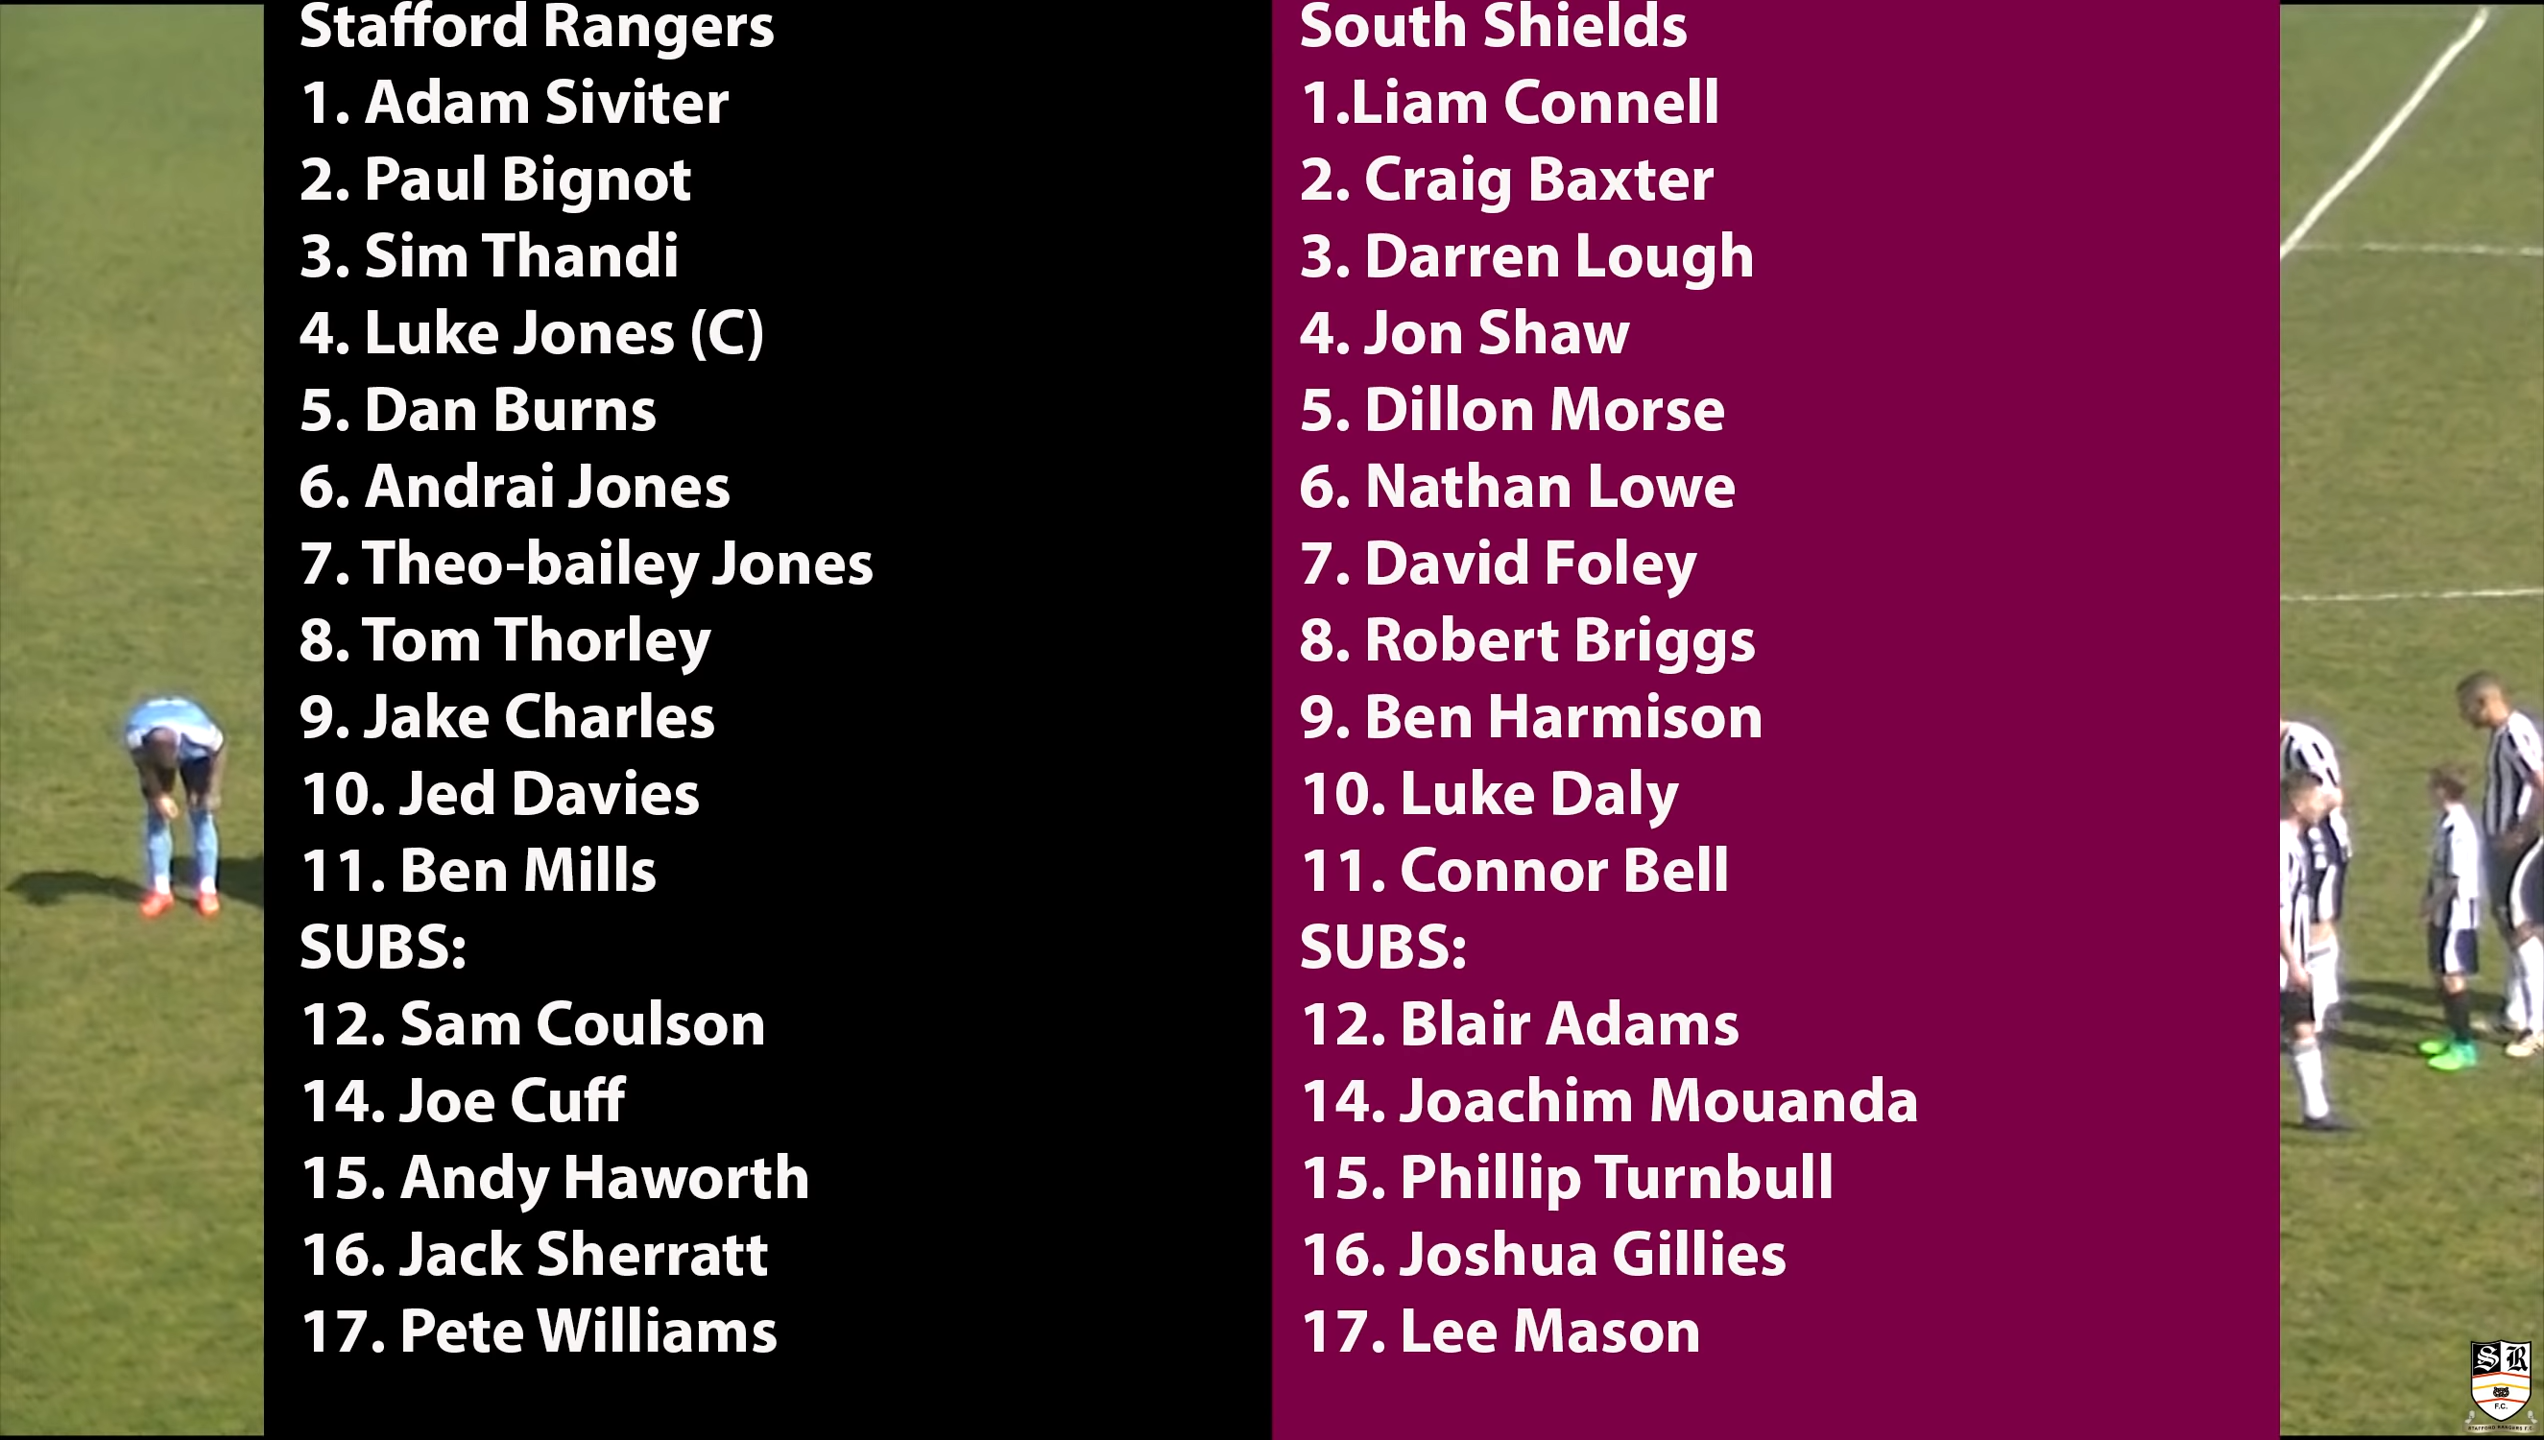 Stafford Rangers
1. Adam Siviter
2. Paul Bignot
3. Sim Thandi
4. Luke Jones (C)
5. Dan Burns
6. Andrai Jones
7. Theo-bailey Jones
8. Tom Thorley
9. Jake Charles
10. Jed Davies
11. Ben Mills
SUBS:
12. Sam Coulson
14. Joe Cuff
15. Andy Haworth
16. Jack Sherratt
17. Pete Williams
South Shields
1.Liam Connell
2. Craig Baxter
3. Darren Lough
4. Jon Shaw
5. Dillon Morse
6. Nathan Lowe
7. David Foley
8. Robert Briggs
9. Ben Harmison
10. Luke Daly
11. Connor Bell
SUBS:
12. Blair Adams
14. Joachim Mouanda
15. Phillip Turnbull
16. Joshua Gillies
17. Lee Mason
S R
F.C.
STAFFORD RANGERS F.C.